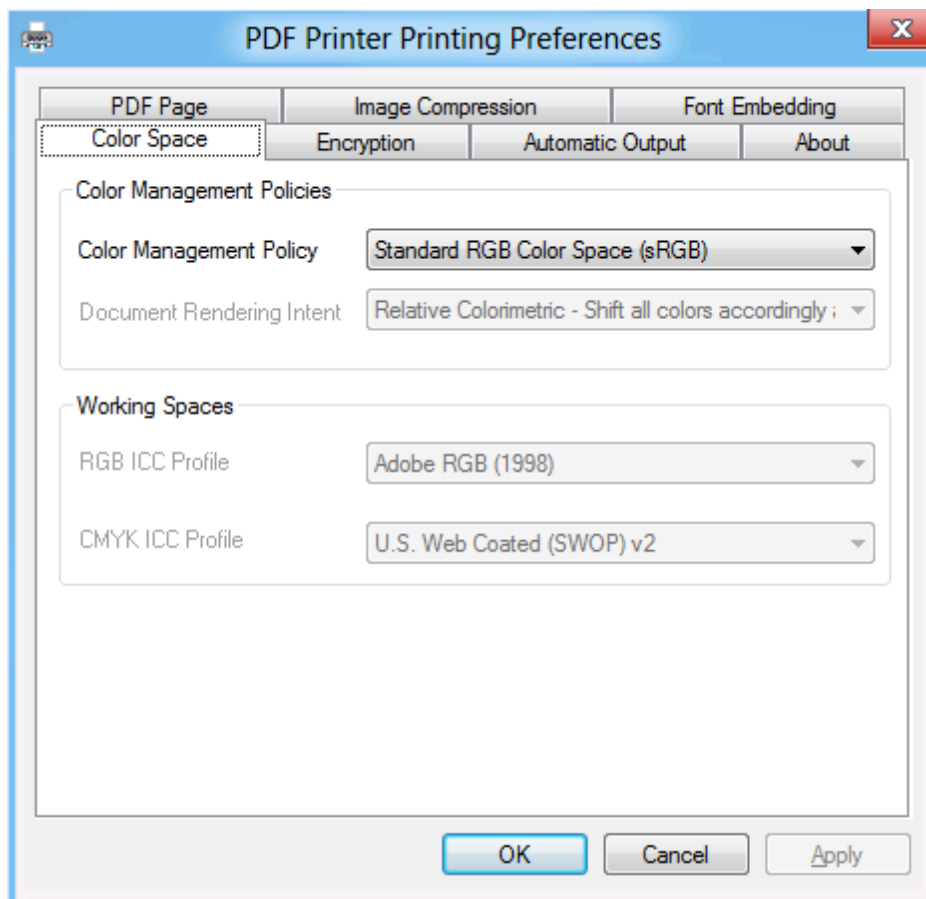 PDF Printer Printing Preferences
x
PDF Page Image Compression Font Embedding
Color Space Encryption Automatic Output About
Color Management Policies
Color Management Policy Standard RGB Color Space (sRGB)
Document Rendering Intent Relative Colorimetric - Shift all colors accordingly
Working Spaces
RGB ICC Profile Adobe RGB (1998)
CMYK ICC Profile U.S. Web Coated (SWOP) v2
OK Cancel Apply